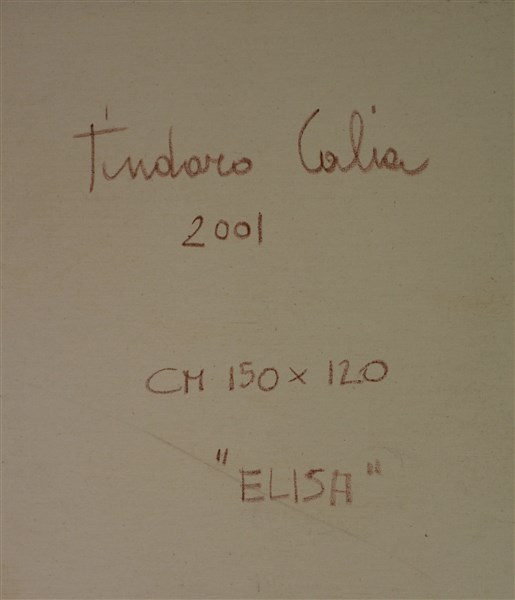 Tindaro Calia
2001
CM 150 x 120
"ELISA"